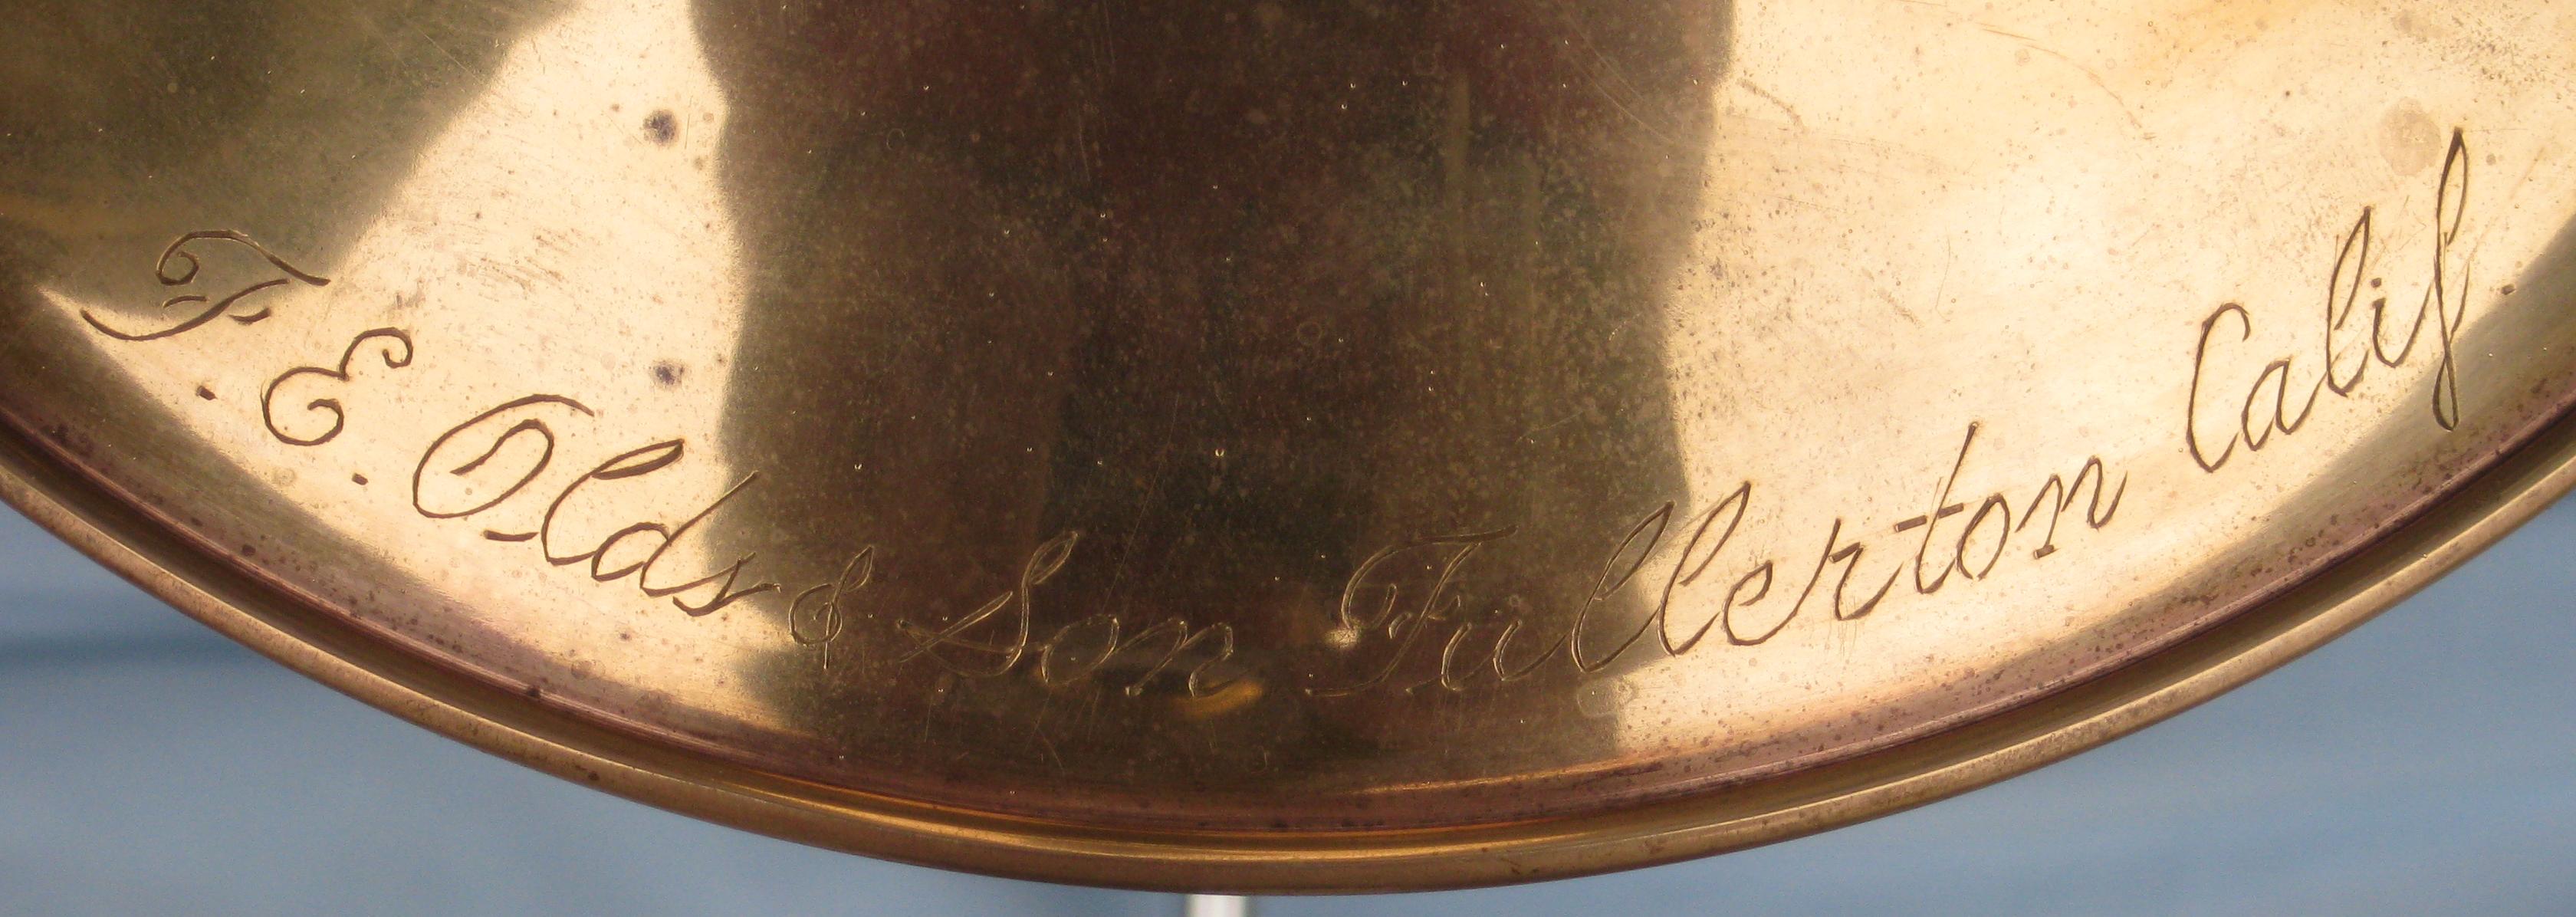 F. E. Olds & Son Fullerton Calif.